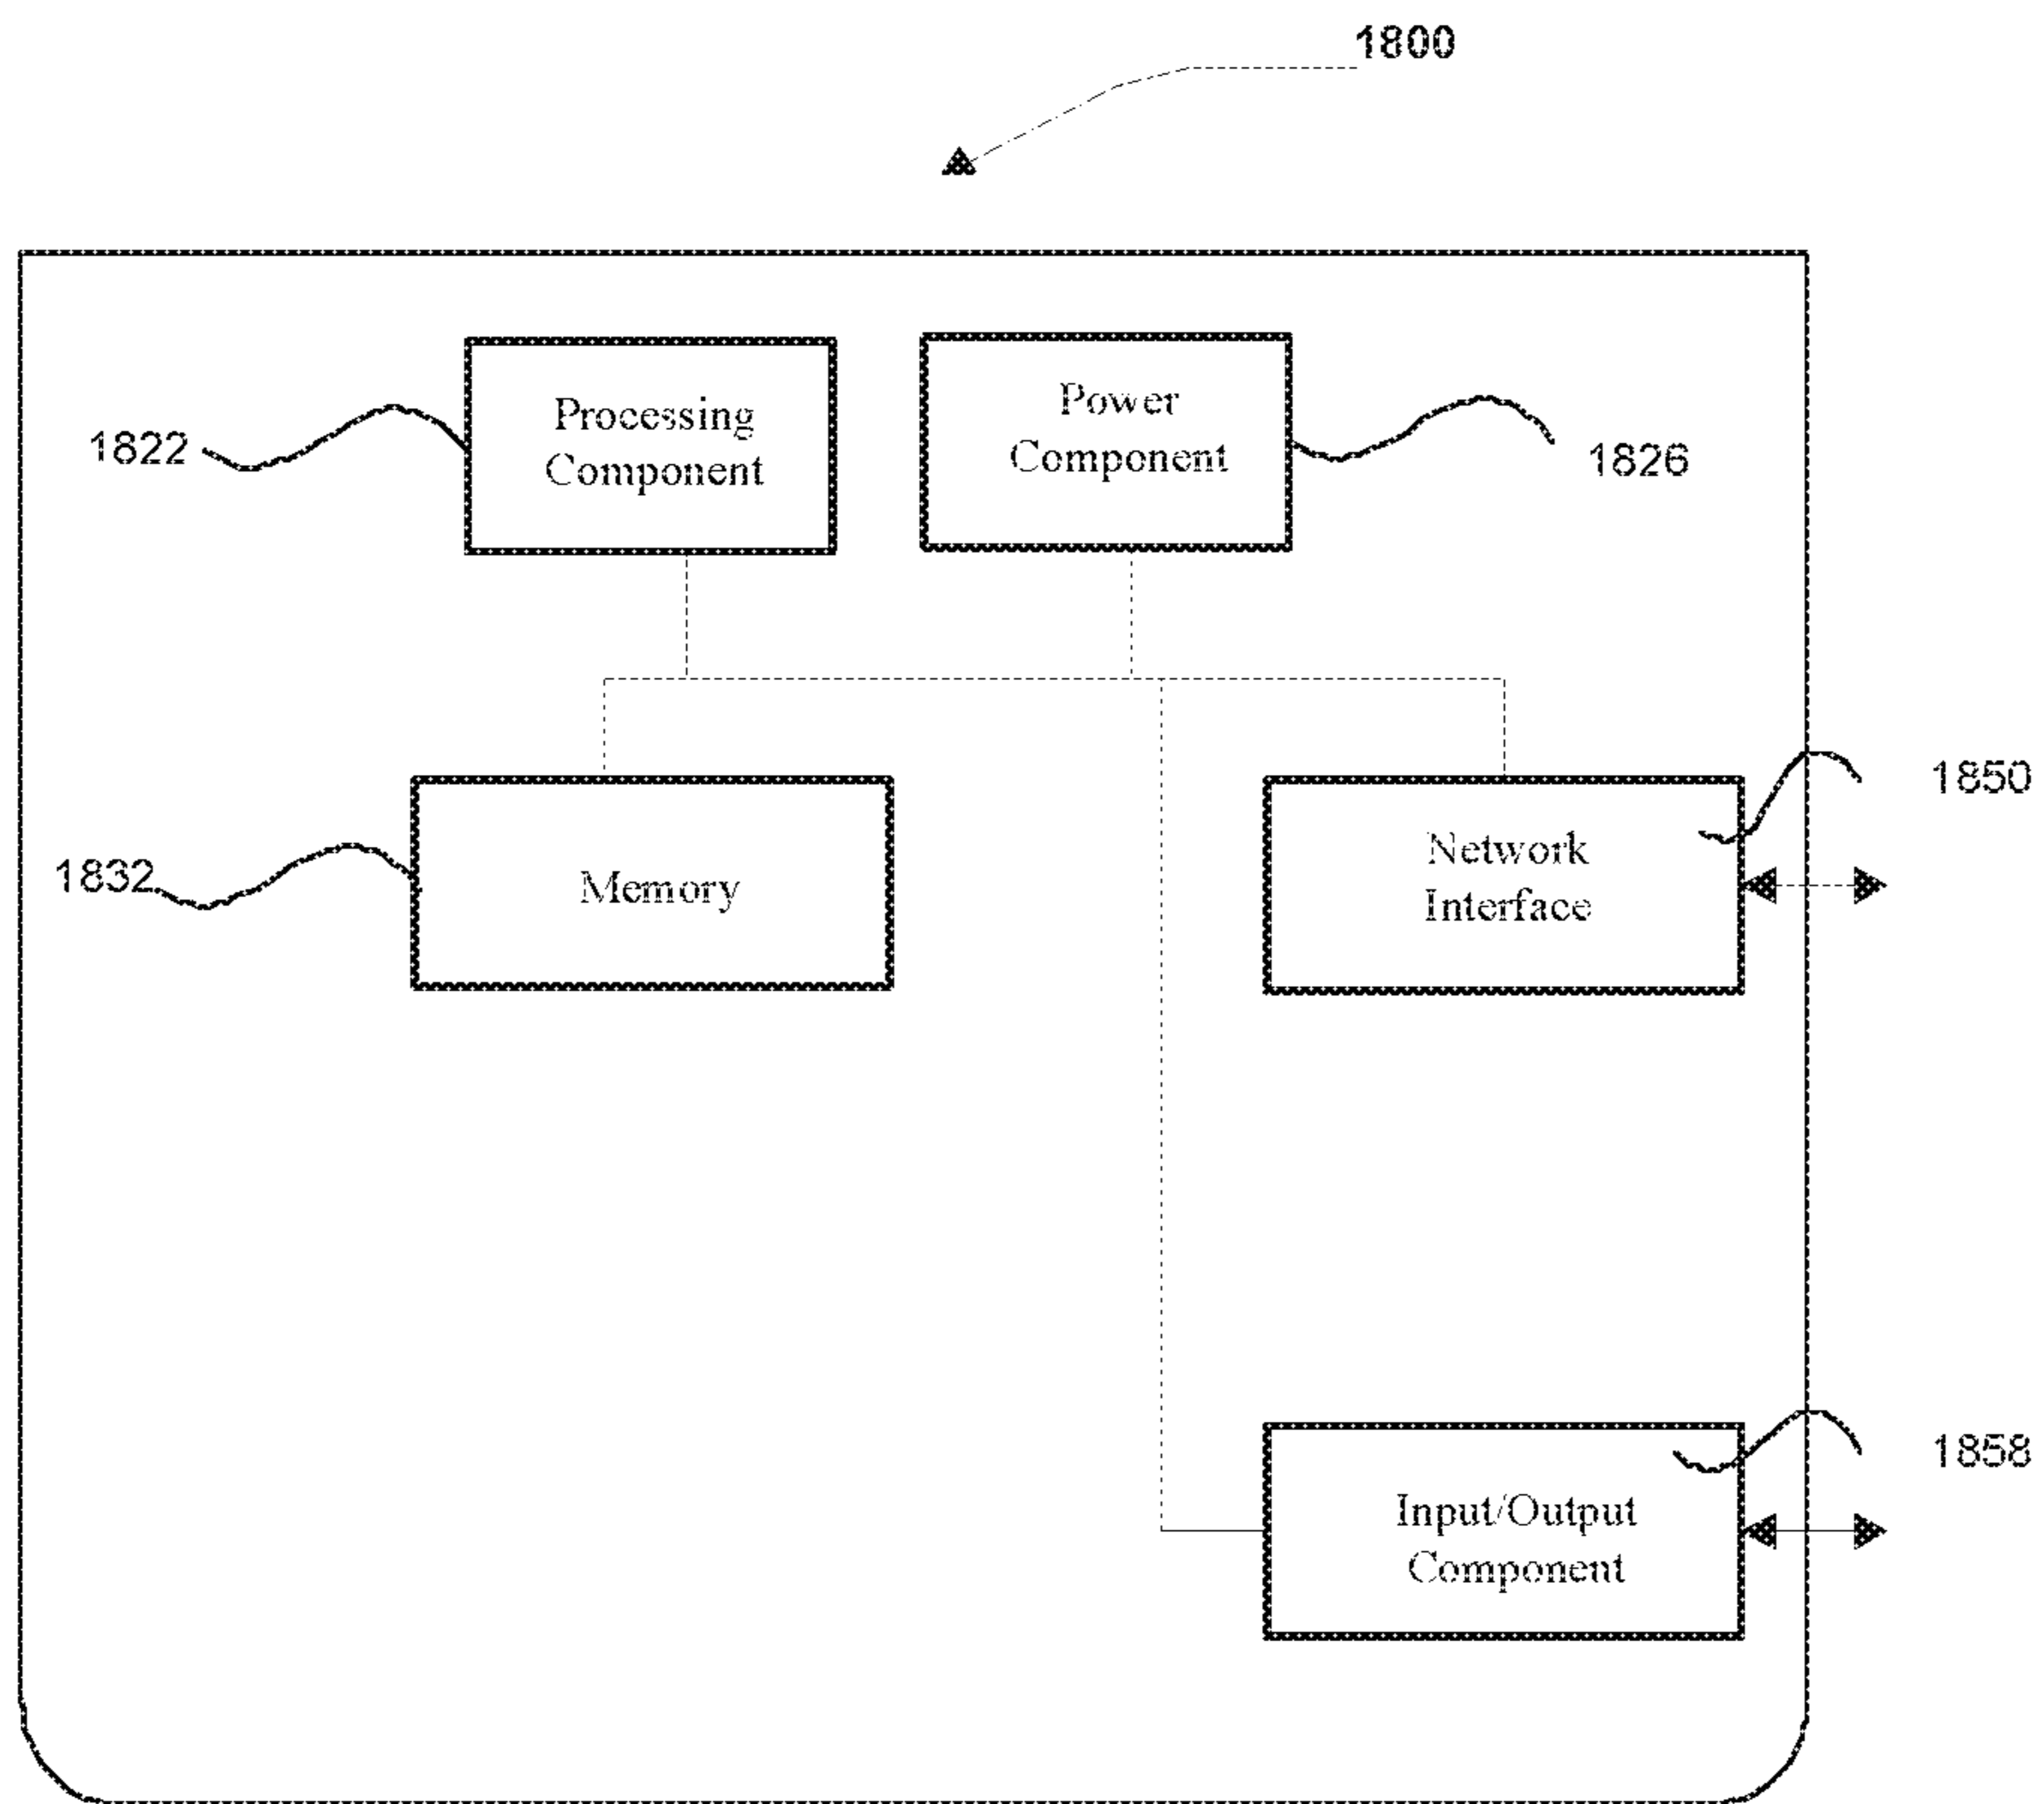 1800
Processing
Component
Power
Component
1822
1826
1850
Network
Interface
1832
Memory
1858
Input/Output
Component